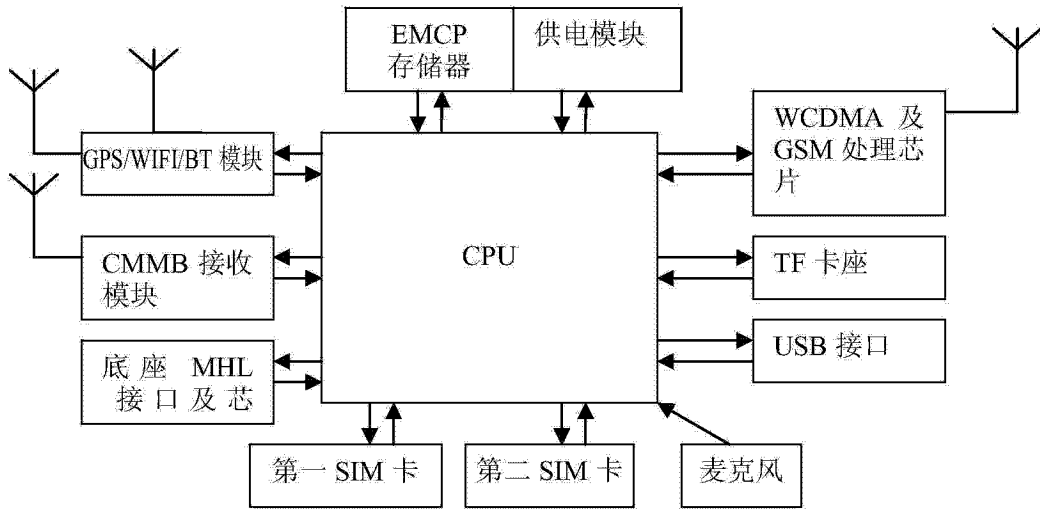 EMCP
存储器
供电模块
WCDMA 及
GSM 处理芯
片
GPS/WIFI/BT 模块
CPU
CMMB 接收
模块
TF 卡座
USB 接口
底座 MHL
接口及芯
第一 SIM 卡
第二 SIM 卡
麦克风